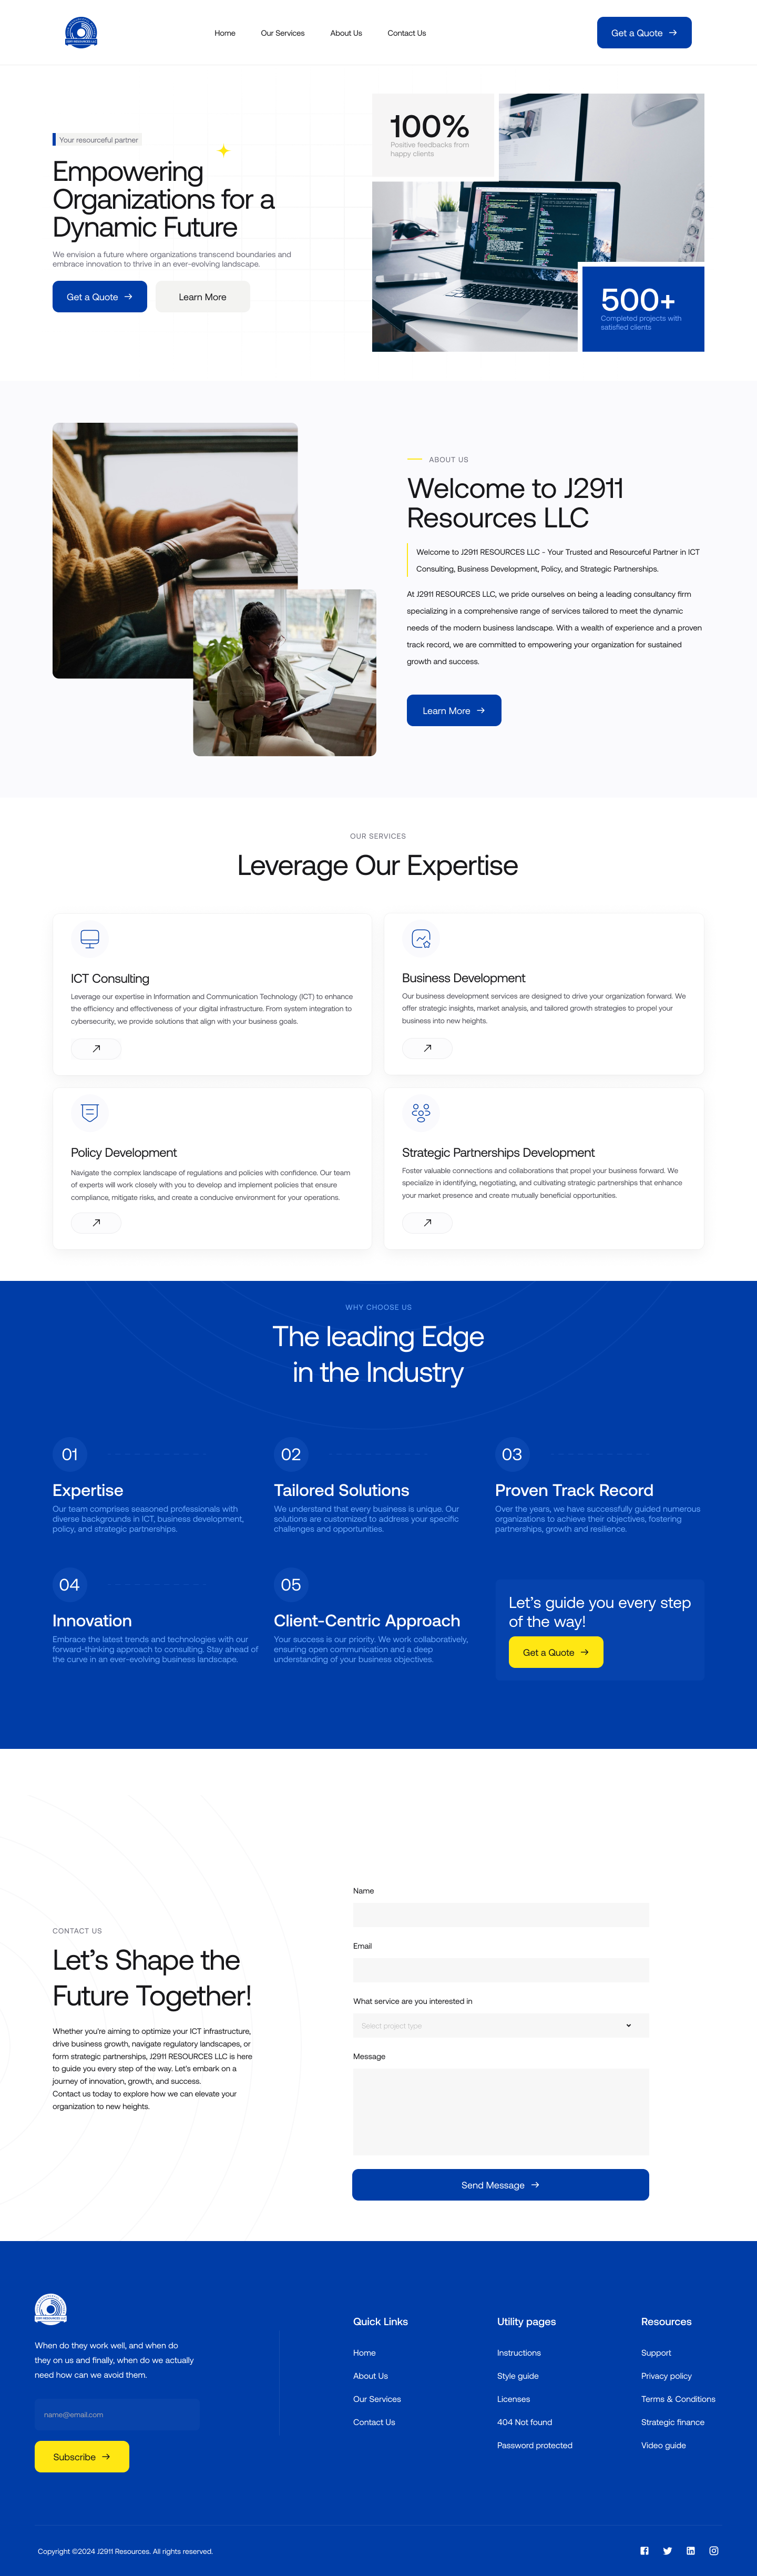 J2911 RESOURCES LLC
Home
Our Services
About Us
Contact Us
Get a Quote
Your resourceful partner
Empowering
Organizations for a
Dynamic Future
We envision a future where organizations transcend boundaries and
embrace innovation to thrive in an ever-evolving landscape.
Get a Quote
Learn More
100%
Positive feedbacks from
happy clients
500+
Completed projects with
satisfied clients
ABOUT US
Welcome to J2911
Resources LLC
Welcome to J2911 RESOURCES LLC - Your Trusted and Resourceful Partner in ICT
Consulting, Business Development, Policy, and Strategic Partnerships.
At J2911 RESOURCES LLC, we pride ourselves on being a leading consultancy firm
specializing in a comprehensive range of services tailored to meet the dynamic
needs of the modern business landscape. With a wealth of experience and a proven
track record, we are committed to empowering your organization for sustained
growth and success.
Learn More
OUR SERVICES
Leverage Our Expertise
ICT Consulting
Leverage our expertise in Information and Communication Technology (ICT) to enhance
the efficiency and effectiveness of your digital infrastructure. From system integration to
cybersecurity, we provide solutions that align with your business goals.
Business Development
Our business development services are designed to drive your organization forward. We
offer strategic insights, market analysis, and tailored growth strategies to propel your
business into new heights.
Policy Development
Navigate the complex landscape of regulations and policies with confidence. Our team
of experts will work closely with you to develop and implement policies that ensure
compliance, mitigate risks, and create a conducive environment for your operations.
Strategic Partnerships Development
Foster valuable connections and collaborations that propel your business forward. We
specialize in identifying, negotiating, and cultivating strategic partnerships that enhance
your market presence and create mutually beneficial opportunities.
WHY CHOOSE US
The leading Edge
in the Industry
01
Expertise
Our team comprises seasoned professionals with
diverse backgrounds in ICT, business development,
policy, and strategic partnerships.
02
Tailored Solutions
We understand that every business is unique. Our
solutions are customized to address your specific
challenges and opportunities.
03
Proven Track Record
Over the years, we have successfully guided numerous
organizations to achieve their objectives, fostering
partnerships, growth and resilience.
04
Innovation
Embrace the latest trends and technologies with our
forward-thinking approach to consulting. Stay ahead of
the curve in an ever-evolving business landscape.
05
Client-Centric Approach
Your success is our priority. We work collaboratively,
ensuring open communication and a deep
understanding of your business objectives.
Let's guide you every step
of the way!
Get a Quote
CONTACT US
Let's Shape the
Future Together!
Whether you're aiming to optimize your ICT infrastructure,
drive business growth, navigate regulatory landscapes, or
form strategic partnerships, J2911 RESOURCES LLC is here
to guide you every step of the way. Let's embark on a
journey of innovation, growth, and success.
Contact us today to explore how we can elevate your
organization to new heights.
Name
Email
What service are you interested in
Select project type
Message
Send Message
J2911 RESOURCES LLC
When do they work well, and when do
they on us and finally, when do we actually
need how can we avoid them.
name@email.com
Subscribe
Quick Links
Home
About Us
Our Services
Contact Us
Utility pages
Instructions
Style guide
Licenses
404 Not found
Password protected
Resources
Support
Privacy policy
Terms & Conditions
Strategic finance
Video guide
Copyright ©2024 J2911 Resources. All rights reserved.